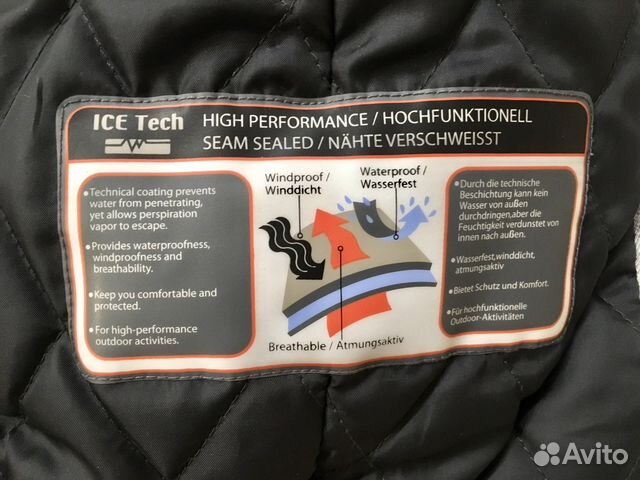 ICE Tech
HIGH PERFORMANCE / HOCHFUNKTIONELL
SEAM SEALED / NÄHTE VERSCHWEISST
•Technical coating prevents
water from penetrating,
yet allows perspiration
vapor to escape.
•Provides waterproofness,
windproofness and
breathability.
•Keep you comfortable and
protected.
•For high-performance
outdoor activities.
Windproof /
Winddicht
Waterproof /
Wasserfest
Breathable / Atmungsaktiv
•Durch die technische
Beschichtung kann kein
Wasser von außen
durchdringen,aber die
Feuchtigkeit verdunstet von
innen nach außen.
•Wasserfest,winddicht,
atmungsaktiv
•Bietet Schutz und Komfort.
•Für hochfunktionelle
Outdoor-Aktivitäten
Avito